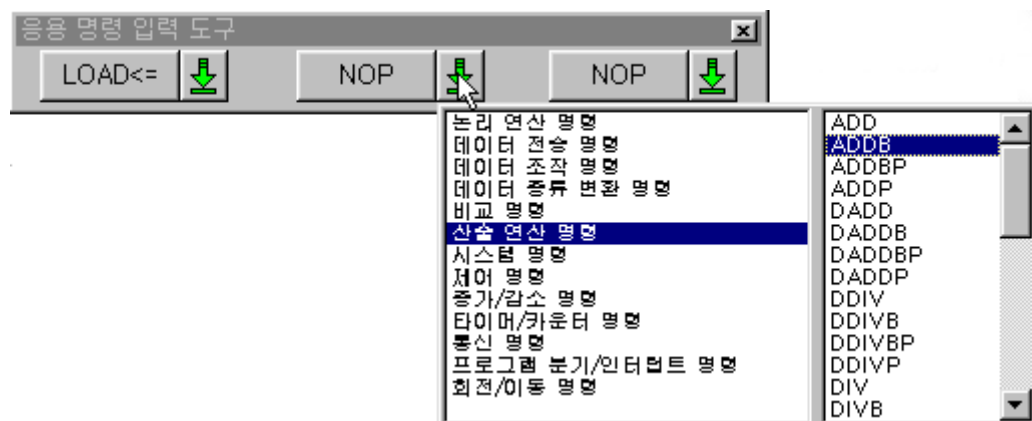 응용 명령 입력 도구
LOAD<= NOP NOP
논리 연산 명령
데이터 전송 명령
데이터 조작 명령
데이터 종류 변환 명령
비교 명령
산술 연산 명령
시스템 명령
제어 명령
증가/감소 명령
타이머/카운터 명령
통신 명령
프로그램 분기/인터럽트 명령
회전/이동 명령
ADD
ADDB
ADDBP
ADDP
DADD
DADDB
DADDBP
DADDP
DDIV
DDIVB
DDIVBP
DDIVP
DIV
DIVB